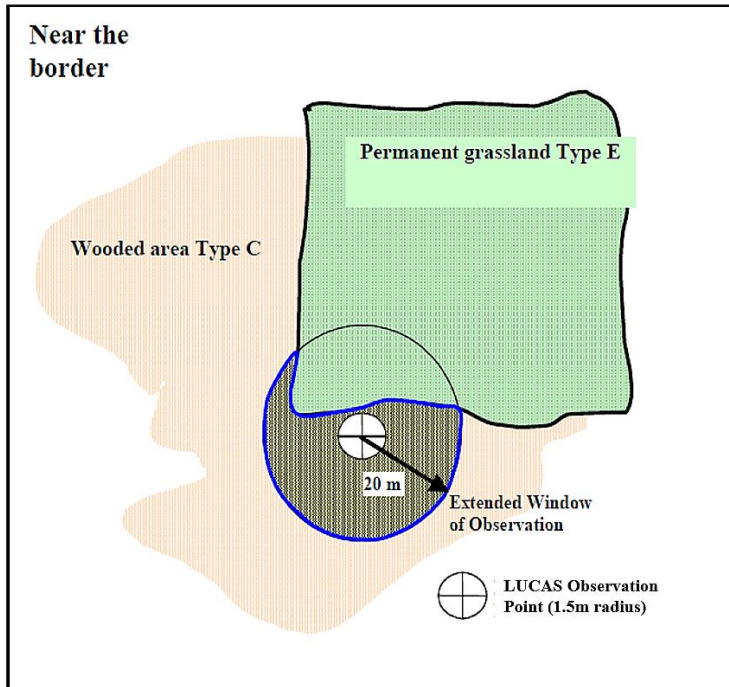 Near the
border
Permanent grassland Type E
Wooded area Type C
20 m
Extended Window
of Observation
LUCAS Observation
Point (1.5m radius)